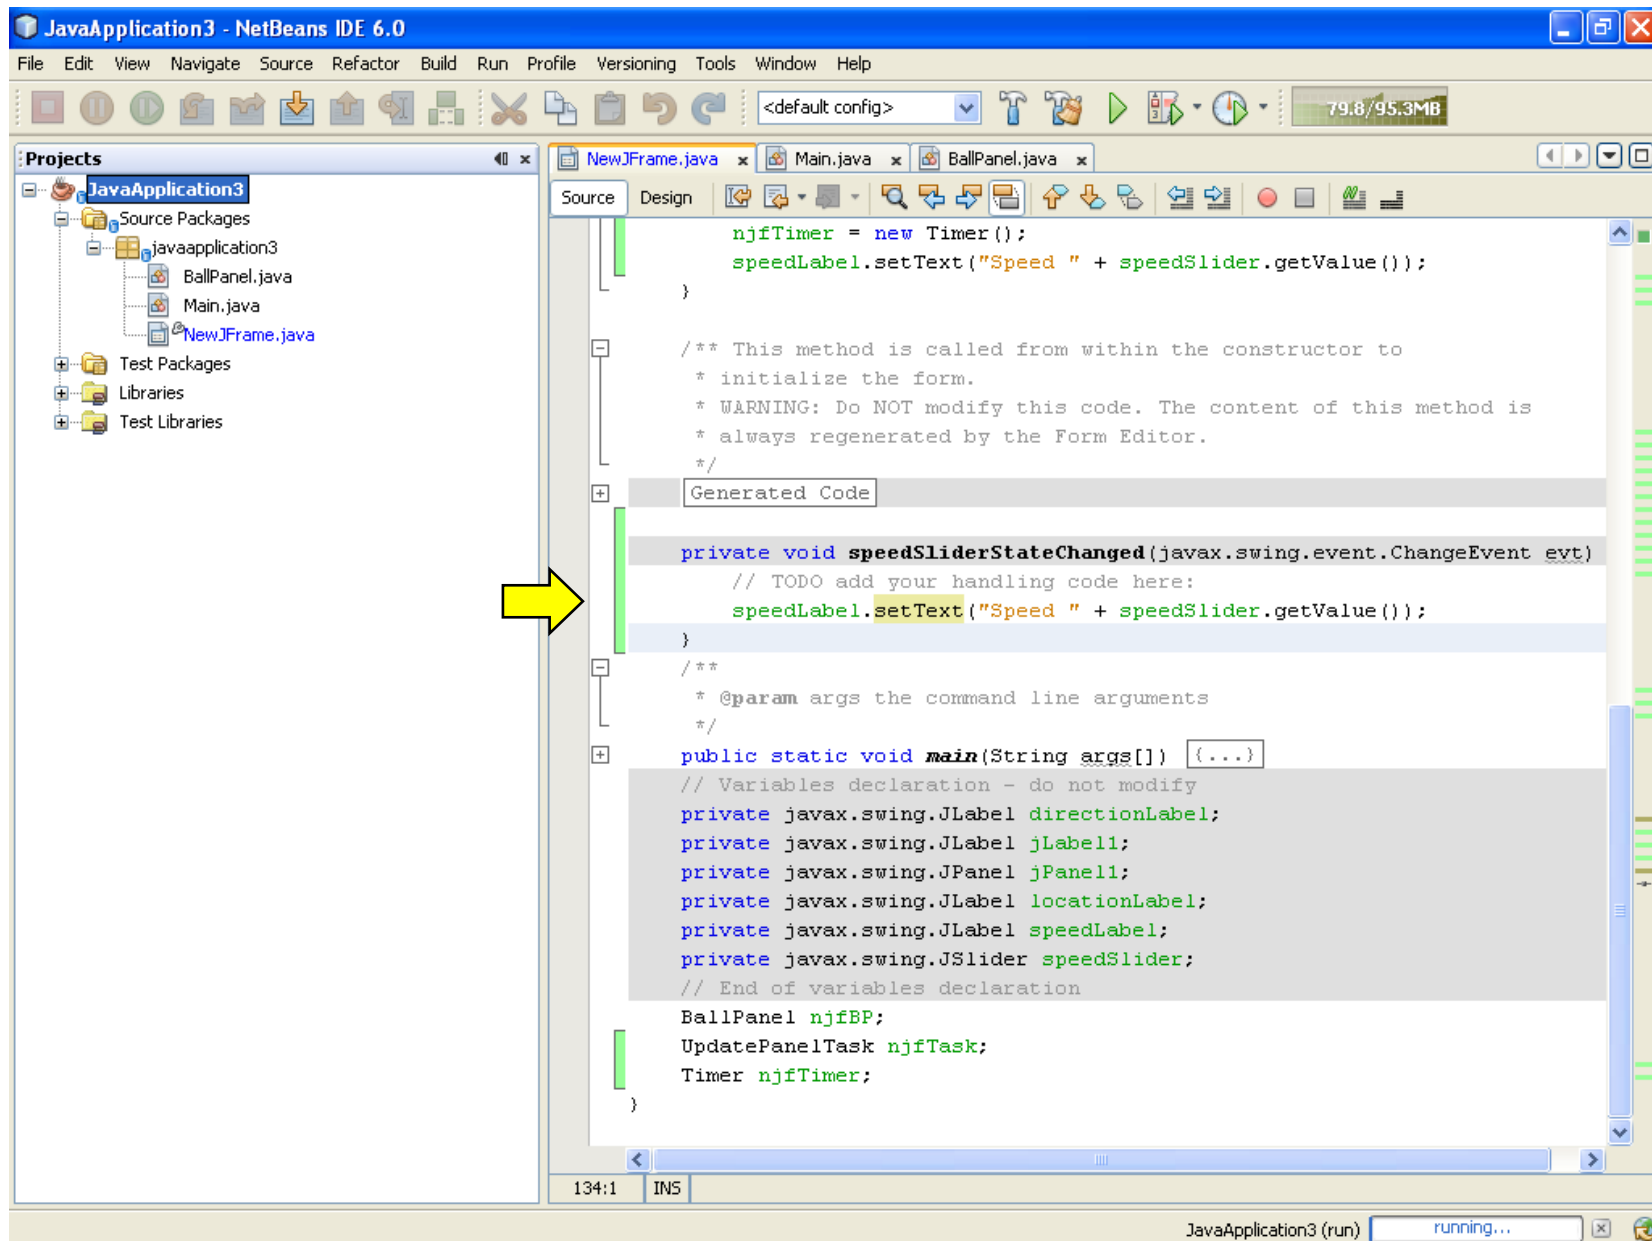 JavaApplication3 - NetBeans IDE 6.0
File Edit View Navigate Source Refactor Build Run Profile Versioning Tools Window Help
<default config>
79.8/95.3MB
Projects
JavaApplication3
Source Packages
javaapplication3
BallPanel.java
Main.java
NewJFrame.java
Test Packages
Libraries
Test Libraries
NewJFrame.java Main.java BallPanel.java
Source Design
njfTimer = new Timer();
speedLabel.setText("Speed " + speedSlider.getValue());
}
/** This method is called from within the constructor to
* initialize the form.
* WARNING: Do NOT modify this code. The content of this method is
* always regenerated by the Form Editor.
*/
Generated Code
private void speedSliderStateChanged(javax.swing.event.ChangeEvent evt)
// TODO add your handling code here:
speedLabel.setText("Speed " + speedSlider.getValue());
}
/**
* @param args the command line arguments
*/
public static void main(String args[]) {...}
// Variables declaration - do not modify
private javax.swing.JLabel directionLabel;
private javax.swing.JLabel jLabel1;
private javax.swing.JPanel jPanel1;
private javax.swing.JLabel locationLabel;
private javax.swing.JLabel speedLabel;
private javax.swing.JSlider speedSlider;
// End of variables declaration
BallPanel njfBP;
UpdatePanelTask njfTask;
Timer njfTimer;
}
134:1 INS
JavaApplication3 (run) running...